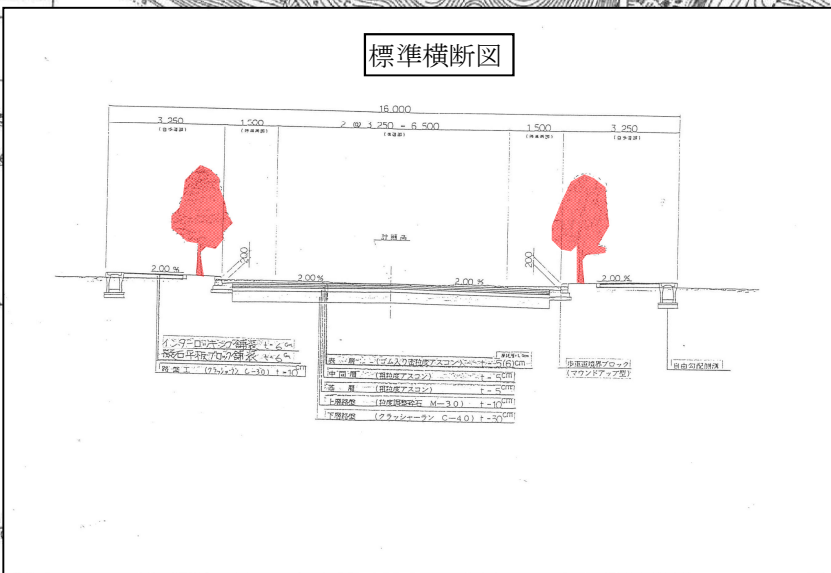 標準横断図
16.000
3.250 1.500 2 @ 3.250 = 6.500 1.500 3.250
(自歩道部) (停車帯部) (車道部) (停車帯部) (自歩道部)
計画高
200 200
2.00 % 2.00 % 2.00 % 2.00 %
インターロッキング舗装 t=6cm
擬石平板ブロック舗装 t=6cm
路盤工 (クラッシャーラン C-30) t=10cm
表 層 (ゴム入り密粒度アスコン) t=5(6)cm
中間層 (粗粒度アスコン) t=5cm
基 層 (粗粒度アスコン) t=5cm
上層路盤 (粒度調整砕石 M-30) t=10cm
下層路盤 (クラッシャーラン C-40) t=30cm
歩車道境界ブロック
(マウンドアップ型)
自由勾配側溝